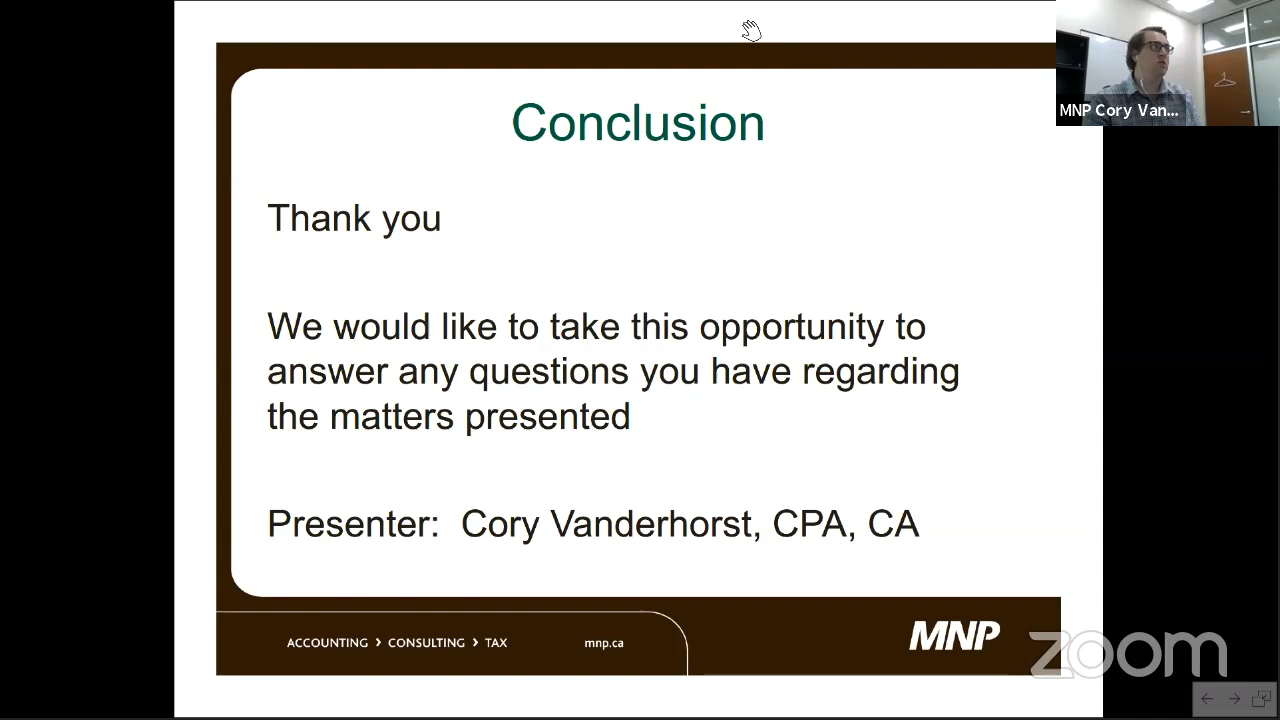 MNP Cory Van...
Conclusion
Thank you
We would like to take this opportunity to
answer any questions you have regarding
the matters presented
Presenter: Cory Vanderhorst, CPA, CA
ACCOUNTING > CONSULTING > TAX
mnp.ca
MNP
zoom